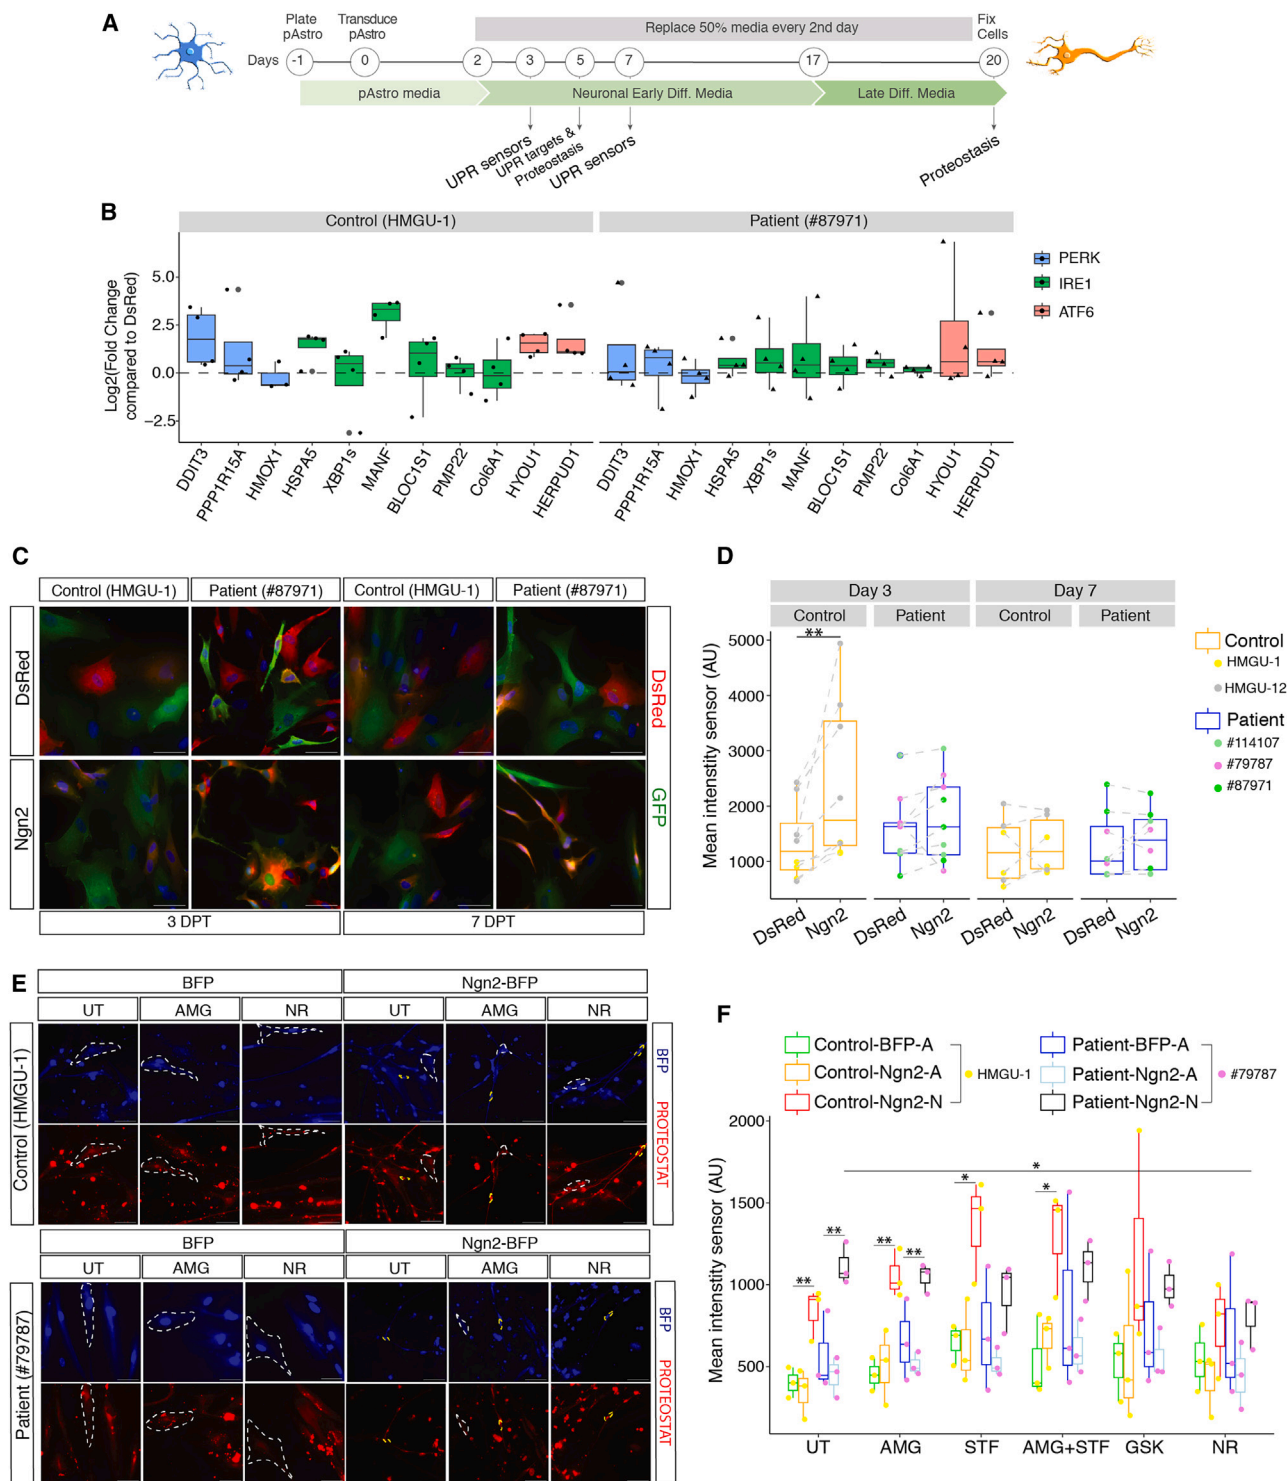 A
Plate pAstro
Transduce pAstro
Replace 50% media every 2nd day
Fix Cells
Days -1 0 2 3 5 7 17 20
pAstro media
Neuronal Early Diff. Media
Late Diff. Media
UPR sensors
UPR targets &
Proteostasis
UPR sensors
Proteostasis
B
Control (HMGU-1)
Patient (#87971)
Log2(Fold Change
compared to DsRed)
5.0
2.5
0.0
−2.5
DDIT3
PPP1R15A
HMOX1
HSPA5
XBP1s
MANF
BLOC1S1
PMP22
Col6A1
HYOU1
HERPUD1
DDIT3
PPP1R15A
HMOX1
HSPA5
XBP1s
MANF
BLOC1S1
PMP22
Col6A1
HYOU1
HERPUD1
PERK
IRE1
ATF6
C
Control (HMGU-1)
Patient (#87971)
Control (HMGU-1)
Patient (#87971)
DsRed
Ngn2
DsRed
GFP
3 DPT
7 DPT
D
Day 3
Day 7
Control
Patient
Control
Patient
Mean intenstity sensor (AU)
5000
4000
3000
2000
1000
**
DsRed
Ngn2
DsRed
Ngn2
DsRed
Ngn2
DsRed
Ngn2
Control
HMGU-1
HMGU-12
Patient
#114107
#79787
#87971
E
BFP
Ngn2-BFP
UT
AMG
NR
UT
AMG
NR
Control (HMGU-1)
BFP
PROTEOSTAT
BFP
Ngn2-BFP
UT
AMG
NR
UT
AMG
NR
Patient (#79787)
BFP
PROTEOSTAT
F
Control-BFP-A
Control-Ngn2-A
Control-Ngn2-N
HMGU-1
Patient-BFP-A
Patient-Ngn2-A
Patient-Ngn2-N
#79787
Mean intensity sensor (AU)
2000
1500
1000
500
**
**
**
**
*
*
*
*
UT
AMG
STF
AMG+STF
GSK
NR